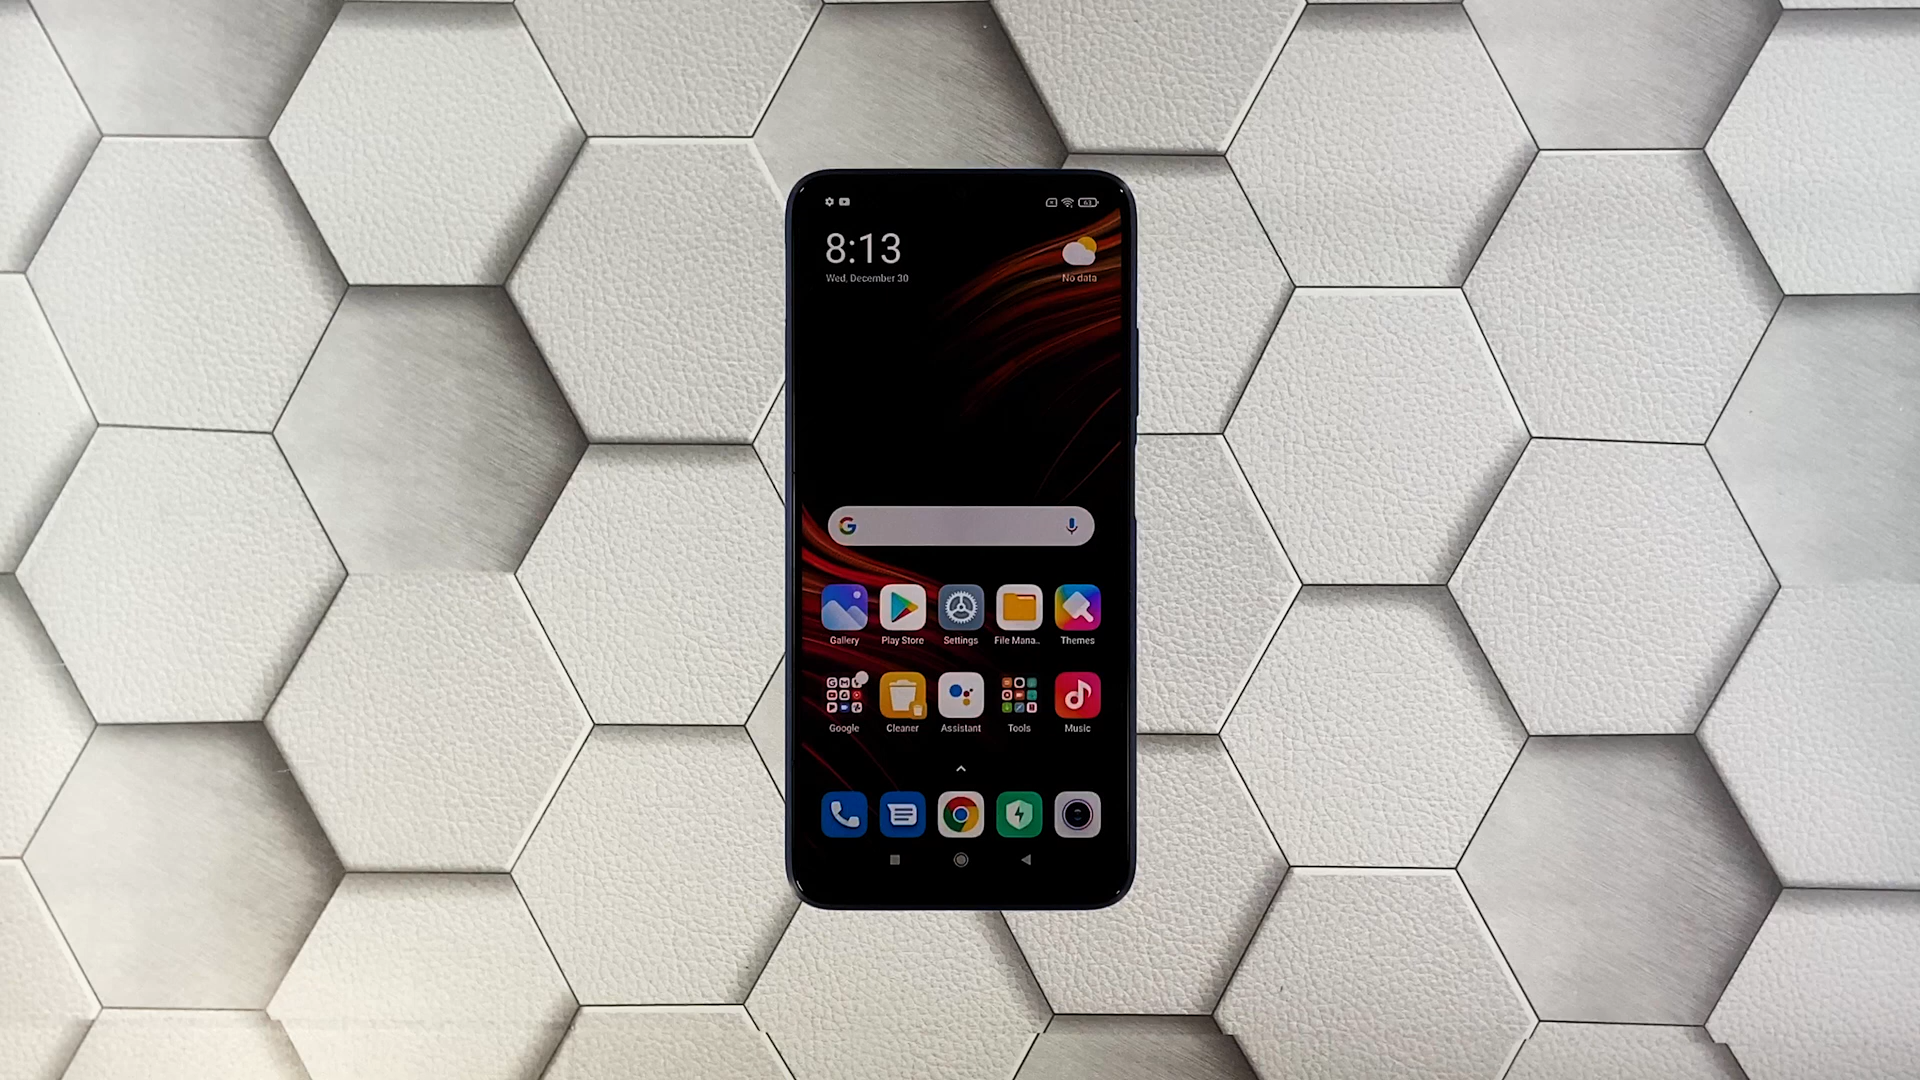 63
8:13
Wed, December 30
No data
Gallery Play Store Settings File Mana.. Themes
Google Cleaner Assistant Tools Music